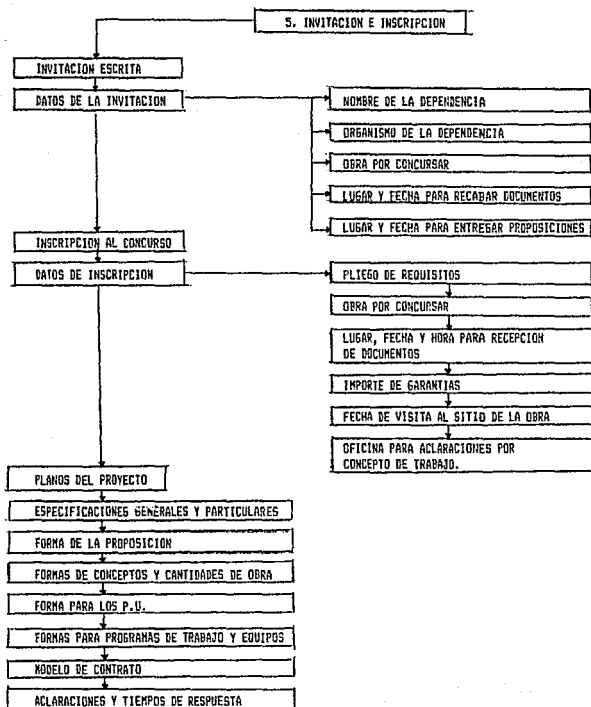 5. INVITACION E INSCRIPCION
INVITACION ESCRITA
DATOS DE LA INVITACION
NOMBRE DE LA DEPENDENCIA
ORGANISMO DE LA DEPENDENCIA
OBRA POR CONCURSAR
LUGAR Y FECHA PARA RECABAR DOCUMENTOS
LUGAR Y FECHA PARA ENTREGAR PROPOSICIONES
INSCRIPCION AL CONCURSO
DATOS DE INSCRIPCION
PLIEGO DE REQUISITOS
OBRA POR CONCURSAR
LUGAR, FECHA Y HORA PARA RECEPCION
DE DOCUMENTOS
IMPORTE DE GARANTIAS
FECHA DE VISITA AL SITIO DE LA OBRA
OFICINA PARA ACLARACIONES POR
CONCEPTO DE TRABAJO.
PLANOS DEL PROYECTO
ESPECIFICACIONES GENERALES Y PARTICULARES
FORMA DE LA PROPOSICION
FORMAS DE CONCEPTOS Y CANTIDADES DE OBRA
FORMA PARA LOS P.U.
FORMAS PARA PROGRAMAS DE TRABAJO Y EQUIPOS
MODELO DE CONTRATO
ACLARACIONES Y TIEMPOS DE RESPUESTA